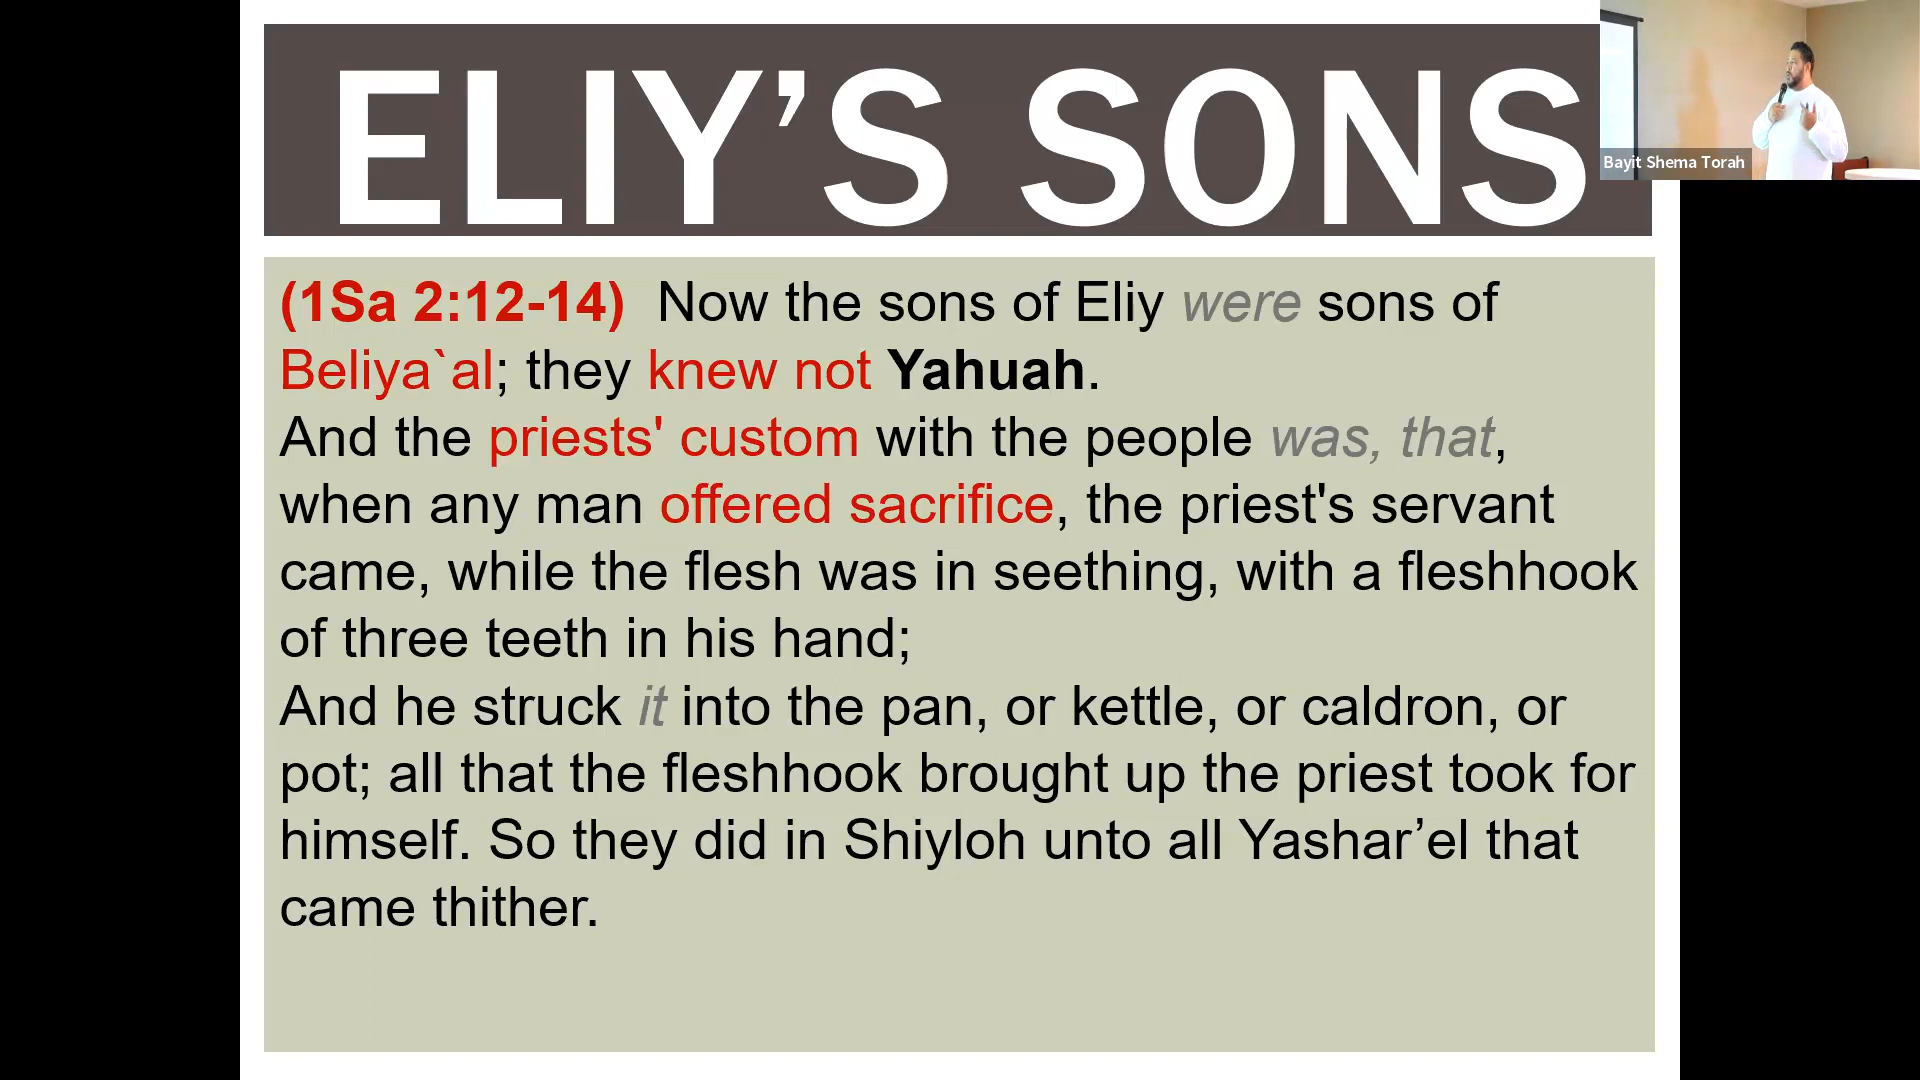 ELIY’S SONS
Bayit Shema Torah
(1Sa 2:12-14)  Now the sons of Eliy were sons of
Beliya`al; they knew not Yahuah.
And the priests' custom with the people was, that,
when any man offered sacrifice, the priest's servant
came, while the flesh was in seething, with a fleshhook
of three teeth in his hand;
And he struck it into the pan, or kettle, or caldron, or
pot; all that the fleshhook brought up the priest took for
himself. So they did in Shiyloh unto all Yashar’el that
came thither.